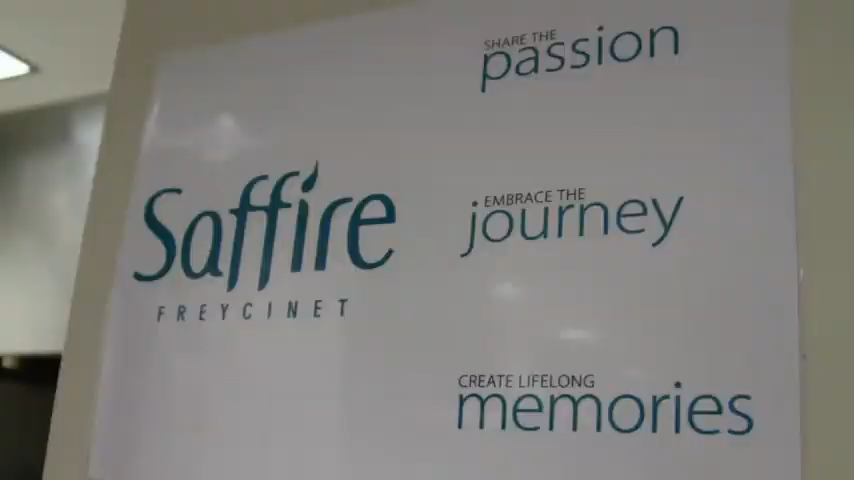 Saffire
FREYCINET
SHARE THE
passion
EMBRACE THE
journey
CREATE LIFELONG
memories